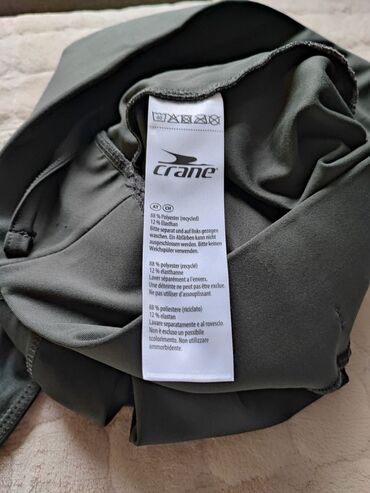 crane®
AT CH
88 % Polyester (recycled)
12 % Elasthan
Bitte separat und auf links gezogen
waschen. Ein Abfärben kann nicht
ausgeschlossen werden. Bitte keinen
Weichspüler verwenden.
88 % polyester (recyclé)
12 % élasthanne
Laver séparément à l'envers.
Une déteinte ne peut pas être exclue.
Ne pas utiliser d'assouplissant.
88 % poliestere (riciclato)
12 % elastan
Lavare separatamente e al rovescio.
Non si esclude un possibile
scolorimento. Non utilizzare
ammorbidente.